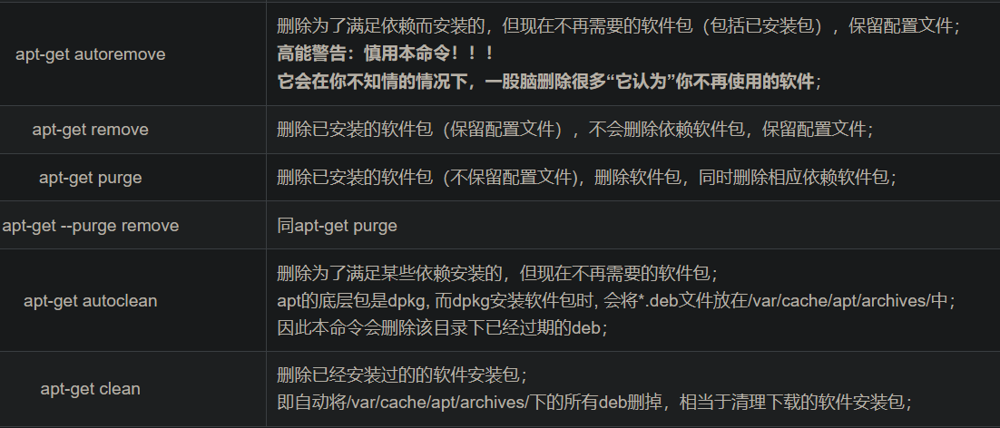 apt-get autoremove
删除为了满足依赖而安装的，但现在不再需要的软件包（包括已安装包），保留配置文件；
高能警告：慎用本命令！！！
它会在你不知情的情况下，一股脑删除很多“它认为”你不再使用的软件；
apt-get remove
删除已安装的软件包（保留配置文件），不会删除依赖软件包，保留配置文件；
apt-get purge
删除已安装的软件包（不保留配置文件)，删除软件包，同时删除相应依赖软件包；
apt-get --purge remove
同apt-get purge
apt-get autoclean
删除为了满足某些依赖安装的，但现在不再需要的软件包；
apt的底层包是dpkg, 而dpkg安装软件包时, 会将*.deb文件放在/var/cache/apt/archives/中；
因此本命令会删除该目录下已经过期的deb；
apt-get clean
删除已经安装过的的软件安装包；
即自动将/var/cache/apt/archives/下的所有deb删掉，相当于清理下载的软件安装包；